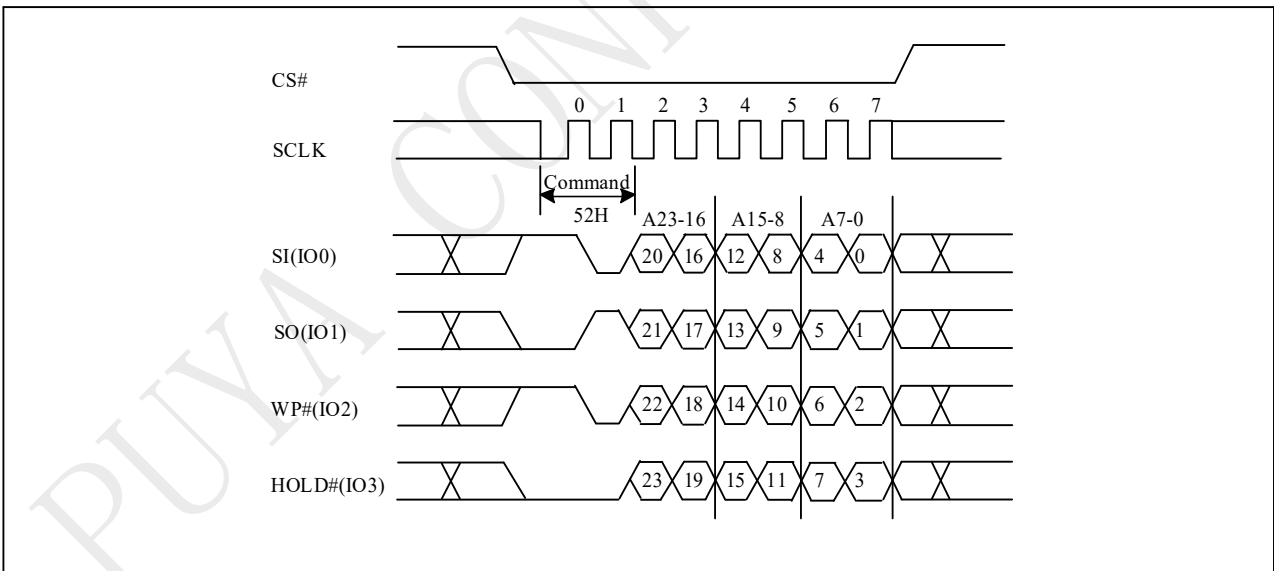 CS#
0 1 2 3 4 5 6 7
SCLK
Command
52H
A23-16 A15-8 A7-0
SI(IO0) 20 16 12 8 4 0
SO(IO1) 21 17 13 9 5 1
WP#(IO2) 22 18 14 10 6 2
HOLD#(IO3) 23 19 15 11 7 3
PUYA